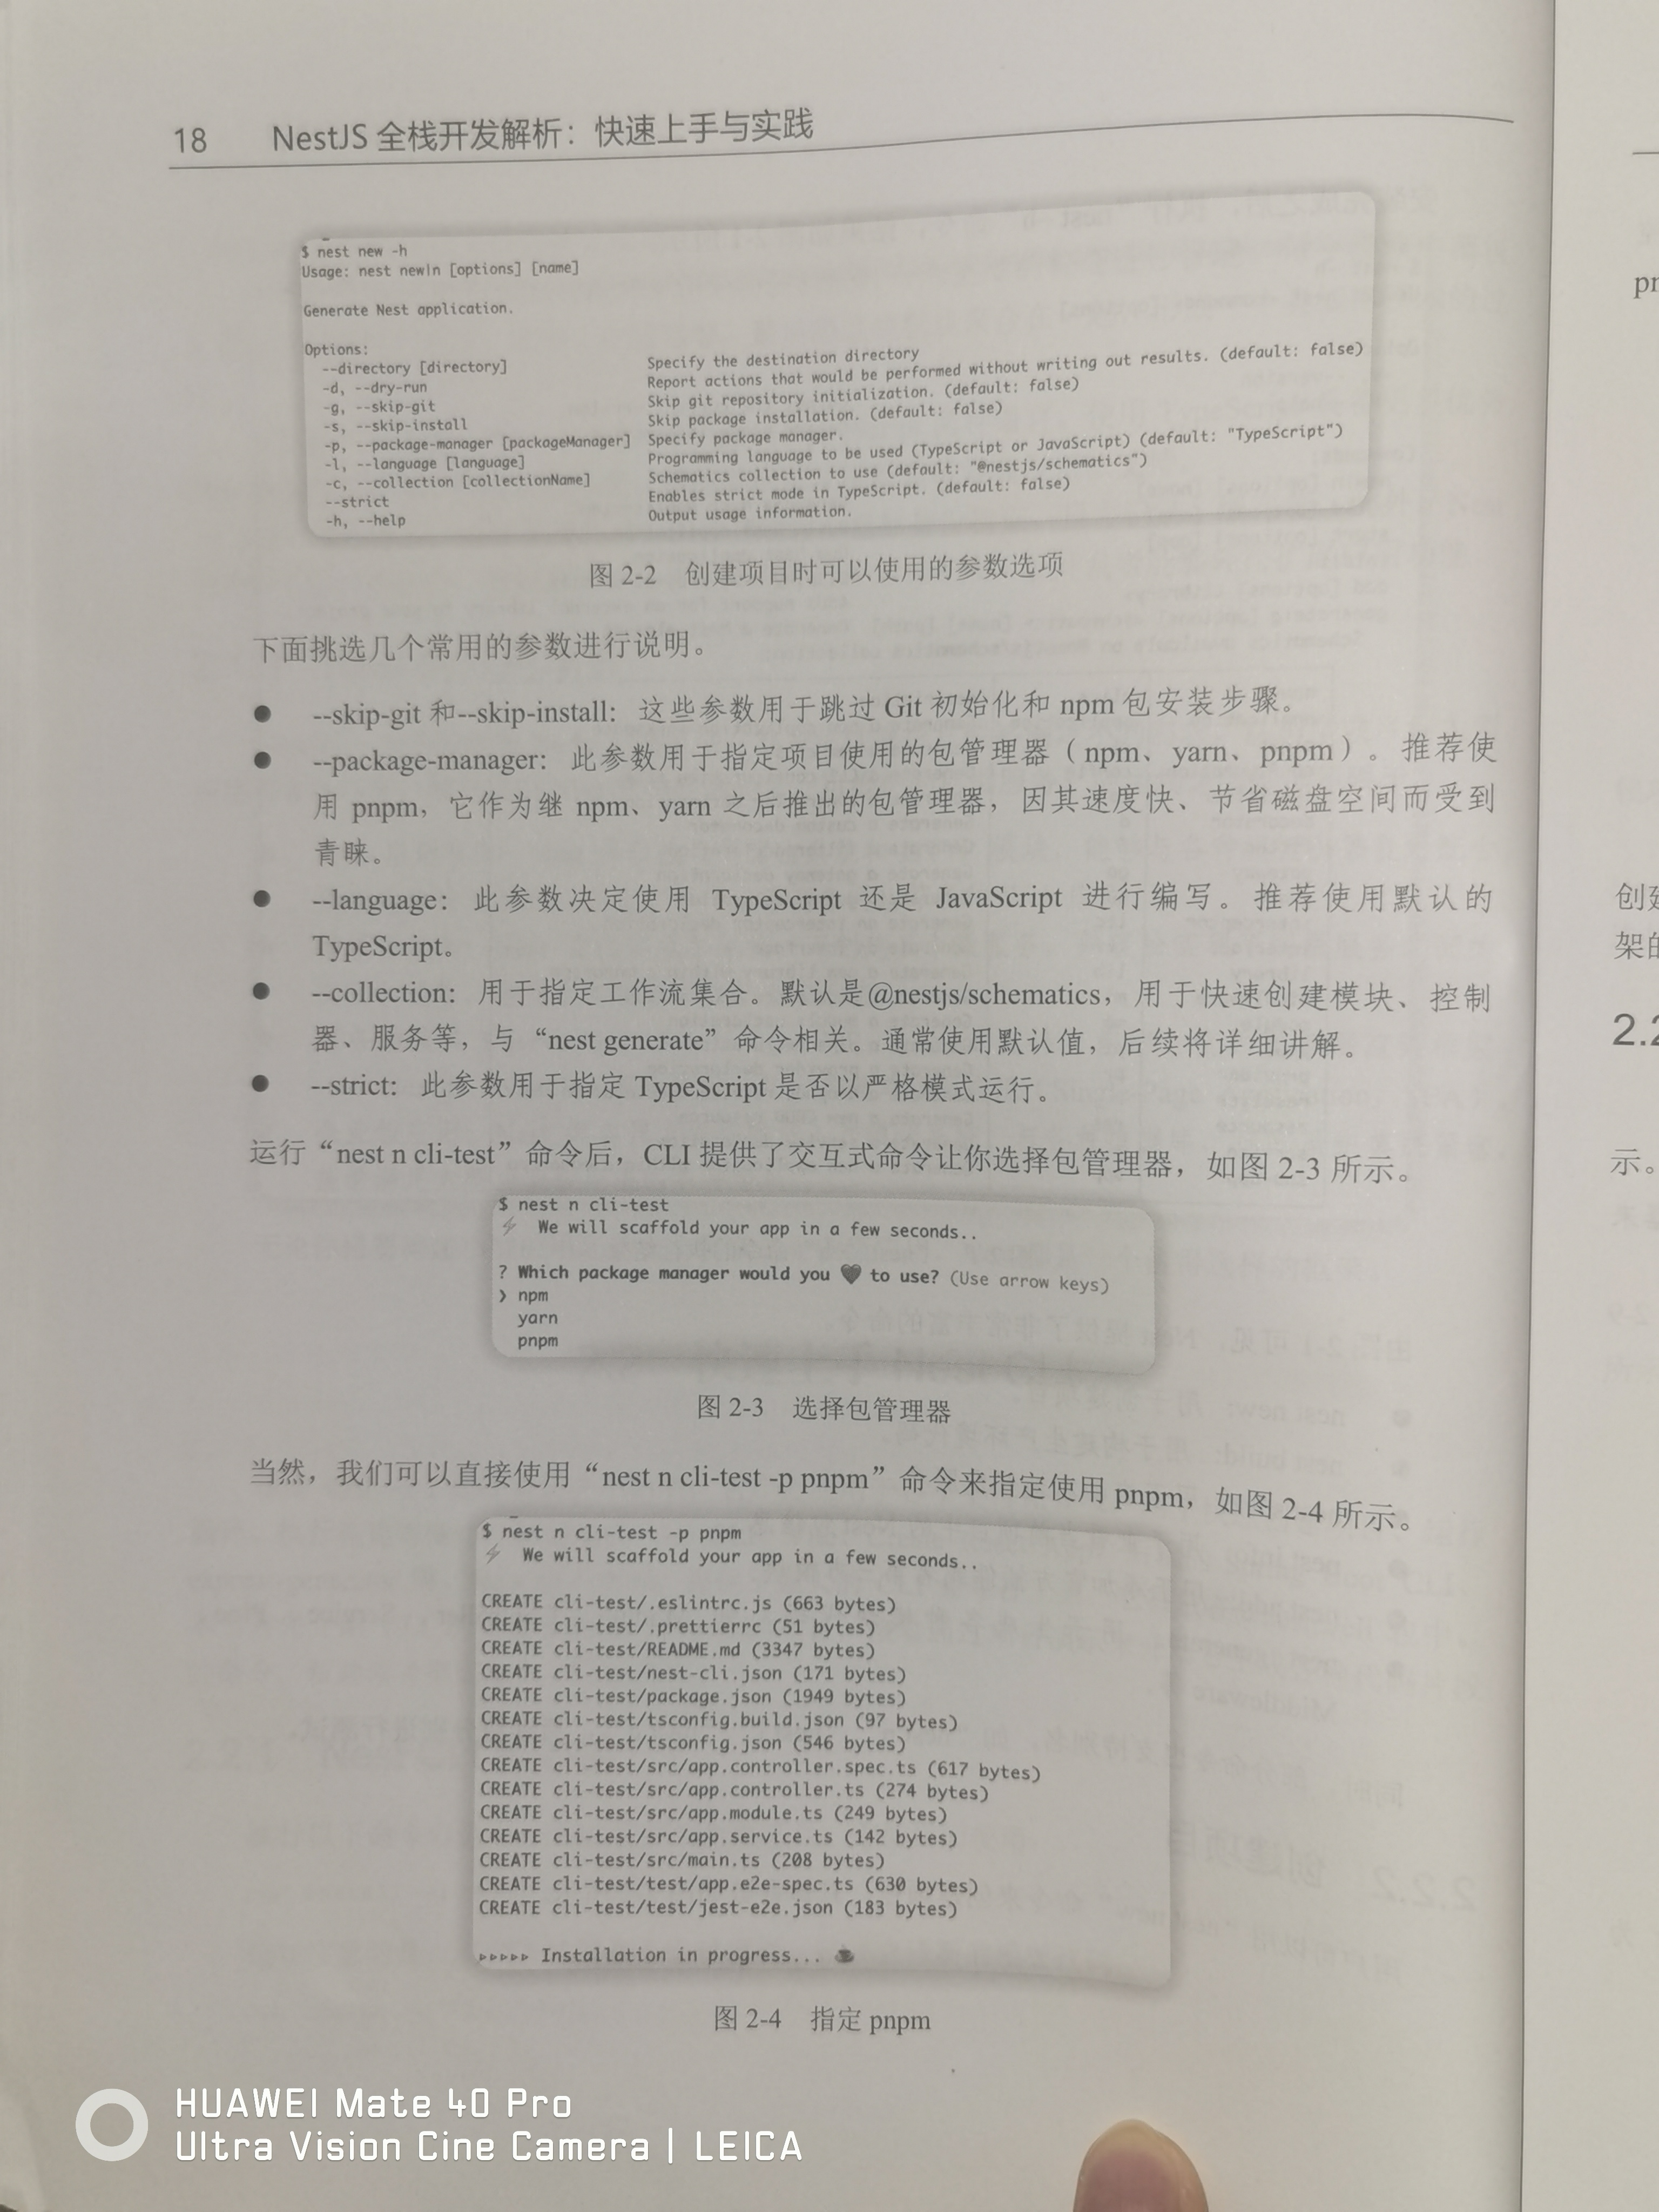 18 NestJS 全栈开发解析：快速上手与实践
$ nest new -h
Usage: nest new|n [options] [name]
Generate Nest application.
Options:
--directory [directory] Specify the destination directory
-d, --dry-run Report actions that would be performed without writing out results. (default: false)
-g, --skip-git Skip git repository initialization. (default: false)
-s, --skip-install Skip package installation. (default: false)
-p, --package-manager [packageManager] Specify package manager.
-l, --language [language] Programming language to be used (TypeScript or JavaScript) (default: "TypeScript")
-c, --collection [collectionName] Schematics collection to use (default: "@nestjs/schematics")
--strict Enables strict mode in TypeScript. (default: false)
-h, --help Output usage information.
图 2-2 创建项目时可以使用的参数选项
下面挑选几个常用的参数进行说明。
● --skip-git 和--skip-install：这些参数用于跳过 Git 初始化和 npm 包安装步骤。
● --package-manager：此参数用于指定项目使用的包管理器（npm、yarn、pnpm）。推荐使
用 pnpm，它作为继 npm、yarn 之后推出的包管理器，因其速度快、节省磁盘空间而受到
青睐。
● --language：此参数决定使用 TypeScript 还是 JavaScript 进行编写。推荐使用默认的
TypeScript。
● --collection：用于指定工作流集合。默认是@nestjs/schematics，用于快速创建模块、控制
器、服务等，与“nest generate”命令相关。通常使用默认值，后续将详细讲解。
● --strict：此参数用于指定 TypeScript 是否以严格模式运行。
运行“nest n cli-test”命令后，CLI 提供了交互式命令让你选择包管理器，如图 2-3 所示。
$ nest n cli-test
⚡ We will scaffold your app in a few seconds..
? Which package manager would you ❤ to use? (Use arrow keys)
❯ npm
yarn
pnpm
图 2-3 选择包管理器
当然，我们可以直接使用“nest n cli-test -p pnpm”命令来指定使用 pnpm，如图 2-4 所示。
$ nest n cli-test -p pnpm
⚡ We will scaffold your app in a few seconds..
CREATE cli-test/.eslintrc.js (663 bytes)
CREATE cli-test/.prettierrc (51 bytes)
CREATE cli-test/README.md (3347 bytes)
CREATE cli-test/nest-cli.json (171 bytes)
CREATE cli-test/package.json (1949 bytes)
CREATE cli-test/tsconfig.build.json (97 bytes)
CREATE cli-test/tsconfig.json (546 bytes)
CREATE cli-test/src/app.controller.spec.ts (617 bytes)
CREATE cli-test/src/app.controller.ts (274 bytes)
CREATE cli-test/src/app.module.ts (249 bytes)
CREATE cli-test/src/app.service.ts (142 bytes)
CREATE cli-test/src/main.ts (208 bytes)
CREATE cli-test/test/app.e2e-spec.ts (630 bytes)
CREATE cli-test/test/jest-e2e.json (183 bytes)
▹▹▹▹▹ Installation in progress... ☕
图 2-4 指定 pnpm
HUAWEI Mate 40 Pro
Ultra Vision Cine Camera | LEICA